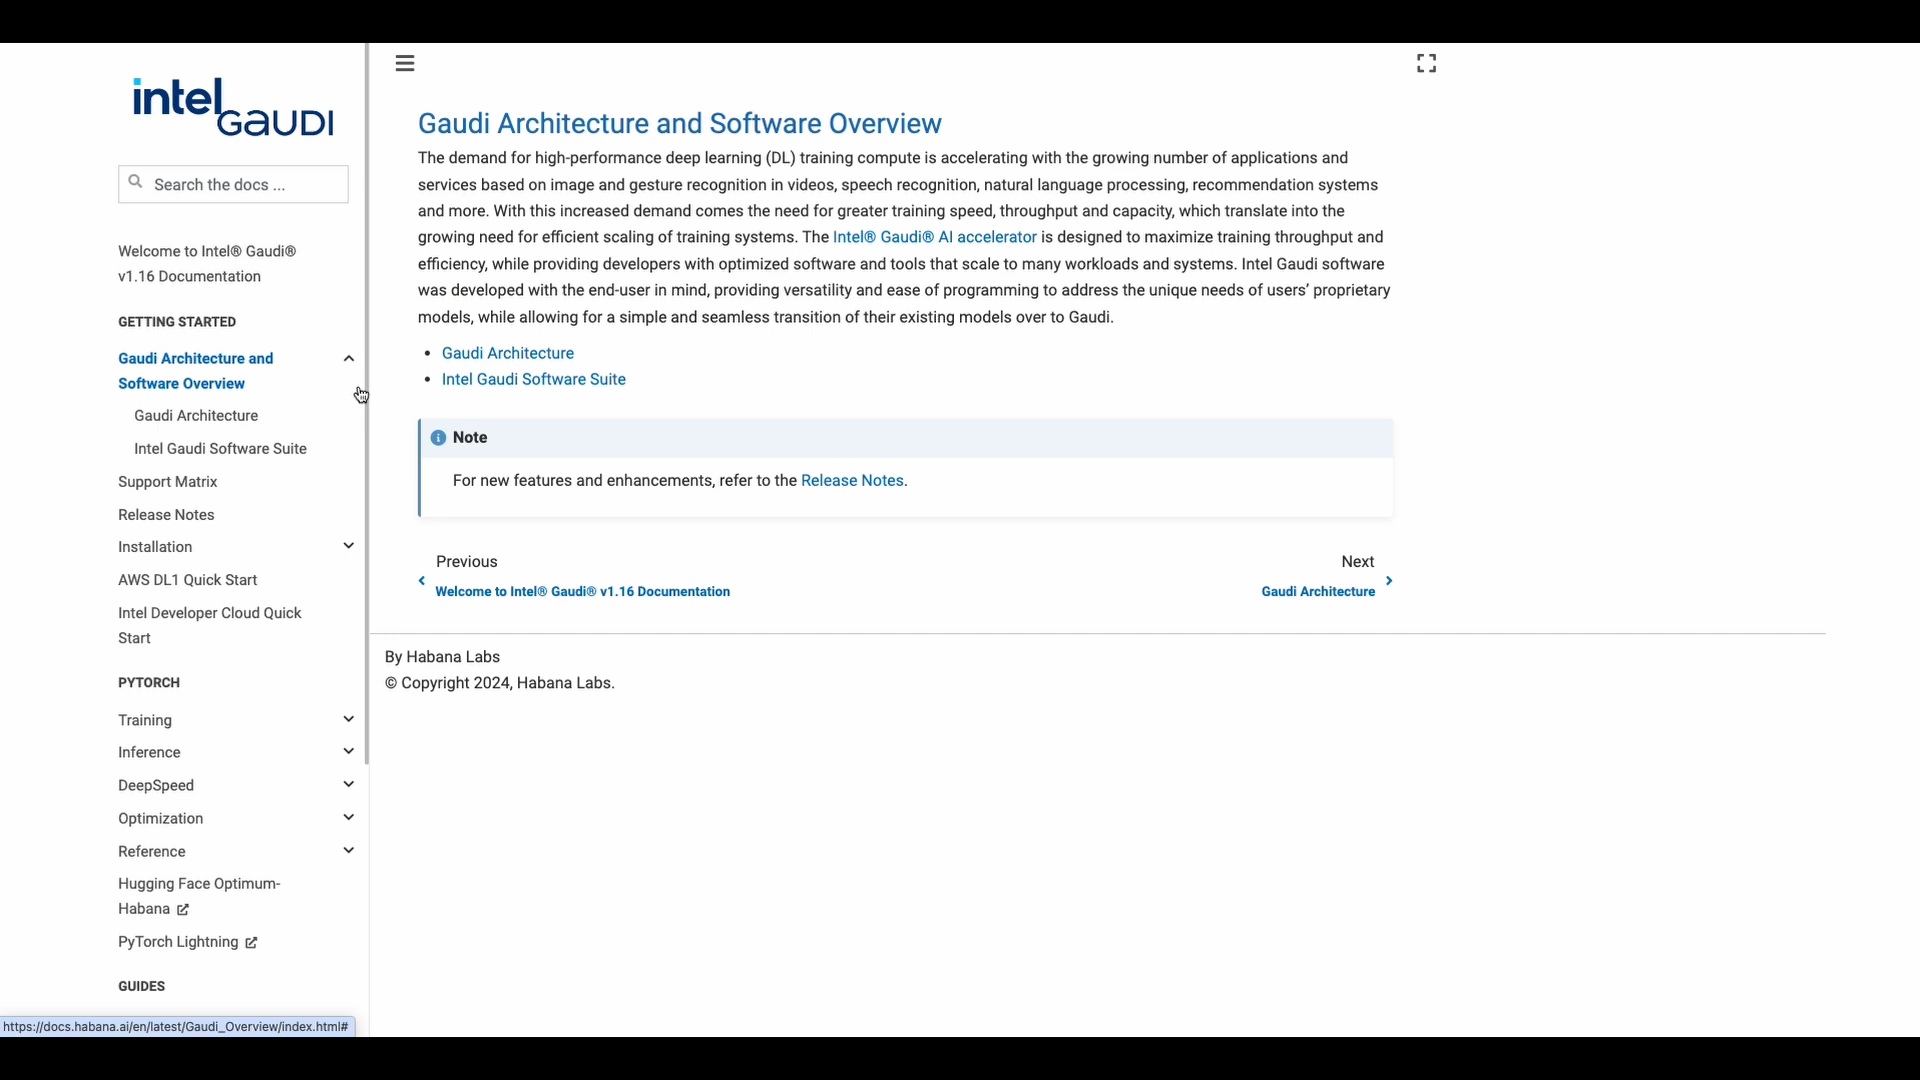 intel
GAUDI
Search the docs ...
Welcome to Intel® Gaudi®
v1.16 Documentation
GETTING STARTED
Gaudi Architecture and
Software Overview
Gaudi Architecture
Intel Gaudi Software Suite
Support Matrix
Release Notes
Installation
AWS DL1 Quick Start
Intel Developer Cloud Quick
Start
PYTORCH
Training
Inference
DeepSpeed
Optimization
Reference
Hugging Face Optimum-
Habana
PyTorch Lightning
GUIDES
https://docs.habana.ai/en/latest/Gaudi_Overview/index.html#
Gaudi Architecture and Software Overview
The demand for high-performance deep learning (DL) training compute is accelerating with the growing number of applications and
services based on image and gesture recognition in videos, speech recognition, natural language processing, recommendation systems
and more. With this increased demand comes the need for greater training speed, throughput and capacity, which translate into the
growing need for efficient scaling of training systems. The Intel® Gaudi® AI accelerator is designed to maximize training throughput and
efficiency, while providing developers with optimized software and tools that scale to many workloads and systems. Intel Gaudi software
was developed with the end-user in mind, providing versatility and ease of programming to address the unique needs of users’ proprietary
models, while allowing for a simple and seamless transition of their existing models over to Gaudi.
• Gaudi Architecture
• Intel Gaudi Software Suite
Note
For new features and enhancements, refer to the Release Notes.
Previous
Welcome to Intel® Gaudi® v1.16 Documentation
Next
Gaudi Architecture
By Habana Labs
© Copyright 2024, Habana Labs.